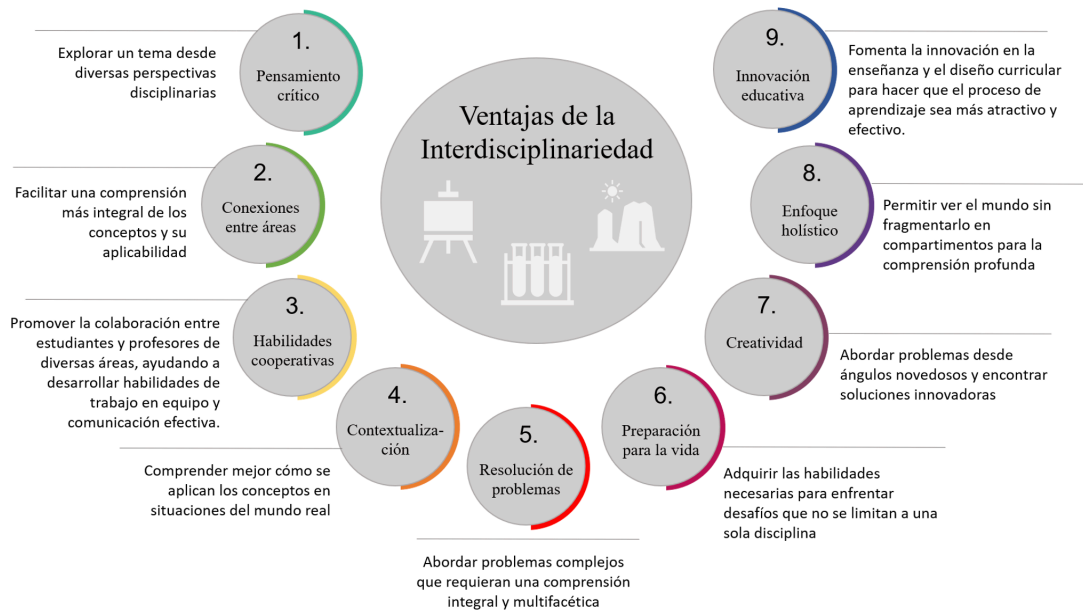 Ventajas de la
Interdisciplinariedad
1.
Pensamiento
crítico
Explorar un tema desde
diversas perspectivas
disciplinarias
2.
Conexiones
entre áreas
Facilitar una comprensión
más integral de los
conceptos y su
aplicabilidad
3.
Habilidades
cooperativas
Promover la colaboración entre
estudiantes y profesores de
diversas áreas, ayudando a
desarrollar habilidades de
trabajo en equipo y
comunicación efectiva.
4.
Contextualiza-
ción
Comprender mejor cómo se
aplican los conceptos en
situaciones del mundo real
5.
Resolución de
problemas
Abordar problemas complejos
que requieran una comprensión
integral y multifacética
6.
Preparación
para la vida
Adquirir las habilidades
necesarias para enfrentar
desafíos que no se limitan a una
sola disciplina
7.
Creatividad
Abordar problemas desde
ángulos novedosos y encontrar
soluciones innovadoras
8.
Enfoque
holístico
Permitir ver el mundo sin
fragmentarlo en
compartimentos para la
comprensión profunda
9.
Innovación
educativa
Fomenta la innovación en la
enseñanza y el diseño curricular
para hacer que el proceso de
aprendizaje sea más atractivo y
efectivo.